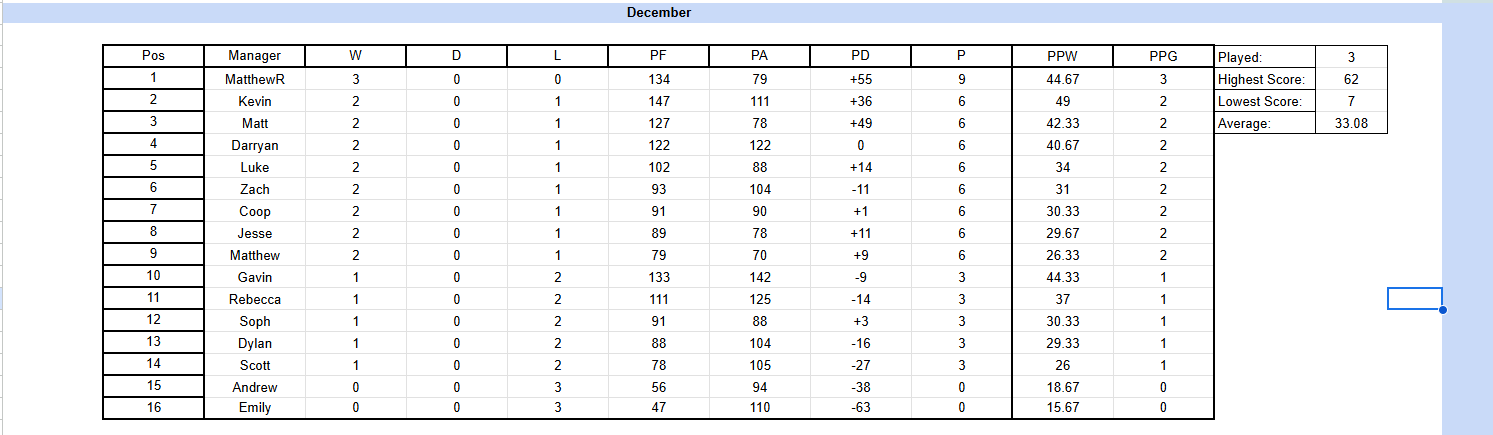 December
Pos Manager W D L PF PA PD P PPW PPG Played: 3
1 MatthewR 3 0 0 134 79 +55 9 44.67 3 Highest Score: 62
2 Kevin 2 0 1 147 111 +36 6 49 2 Lowest Score: 7
3 Matt 2 0 1 127 78 +49 6 42.33 2 Average: 33.08
4 Darryan 2 0 1 122 122 0 6 40.67 2
5 Luke 2 0 1 102 88 +14 6 34 2
6 Zach 2 0 1 93 104 -11 6 31 2
7 Coop 2 0 1 91 90 +1 6 30.33 2
8 Jesse 2 0 1 89 78 +11 6 29.67 2
9 Matthew 2 0 1 79 70 +9 6 26.33 2
10 Gavin 1 0 2 133 142 -9 3 44.33 1
11 Rebecca 1 0 2 111 125 -14 3 37 1
12 Soph 1 0 2 91 88 +3 3 30.33 1
13 Dylan 1 0 2 88 104 -16 3 29.33 1
14 Scott 1 0 2 78 105 -27 3 26 1
15 Andrew 0 0 3 56 94 -38 0 18.67 0
16 Emily 0 0 3 47 110 -63 0 15.67 0